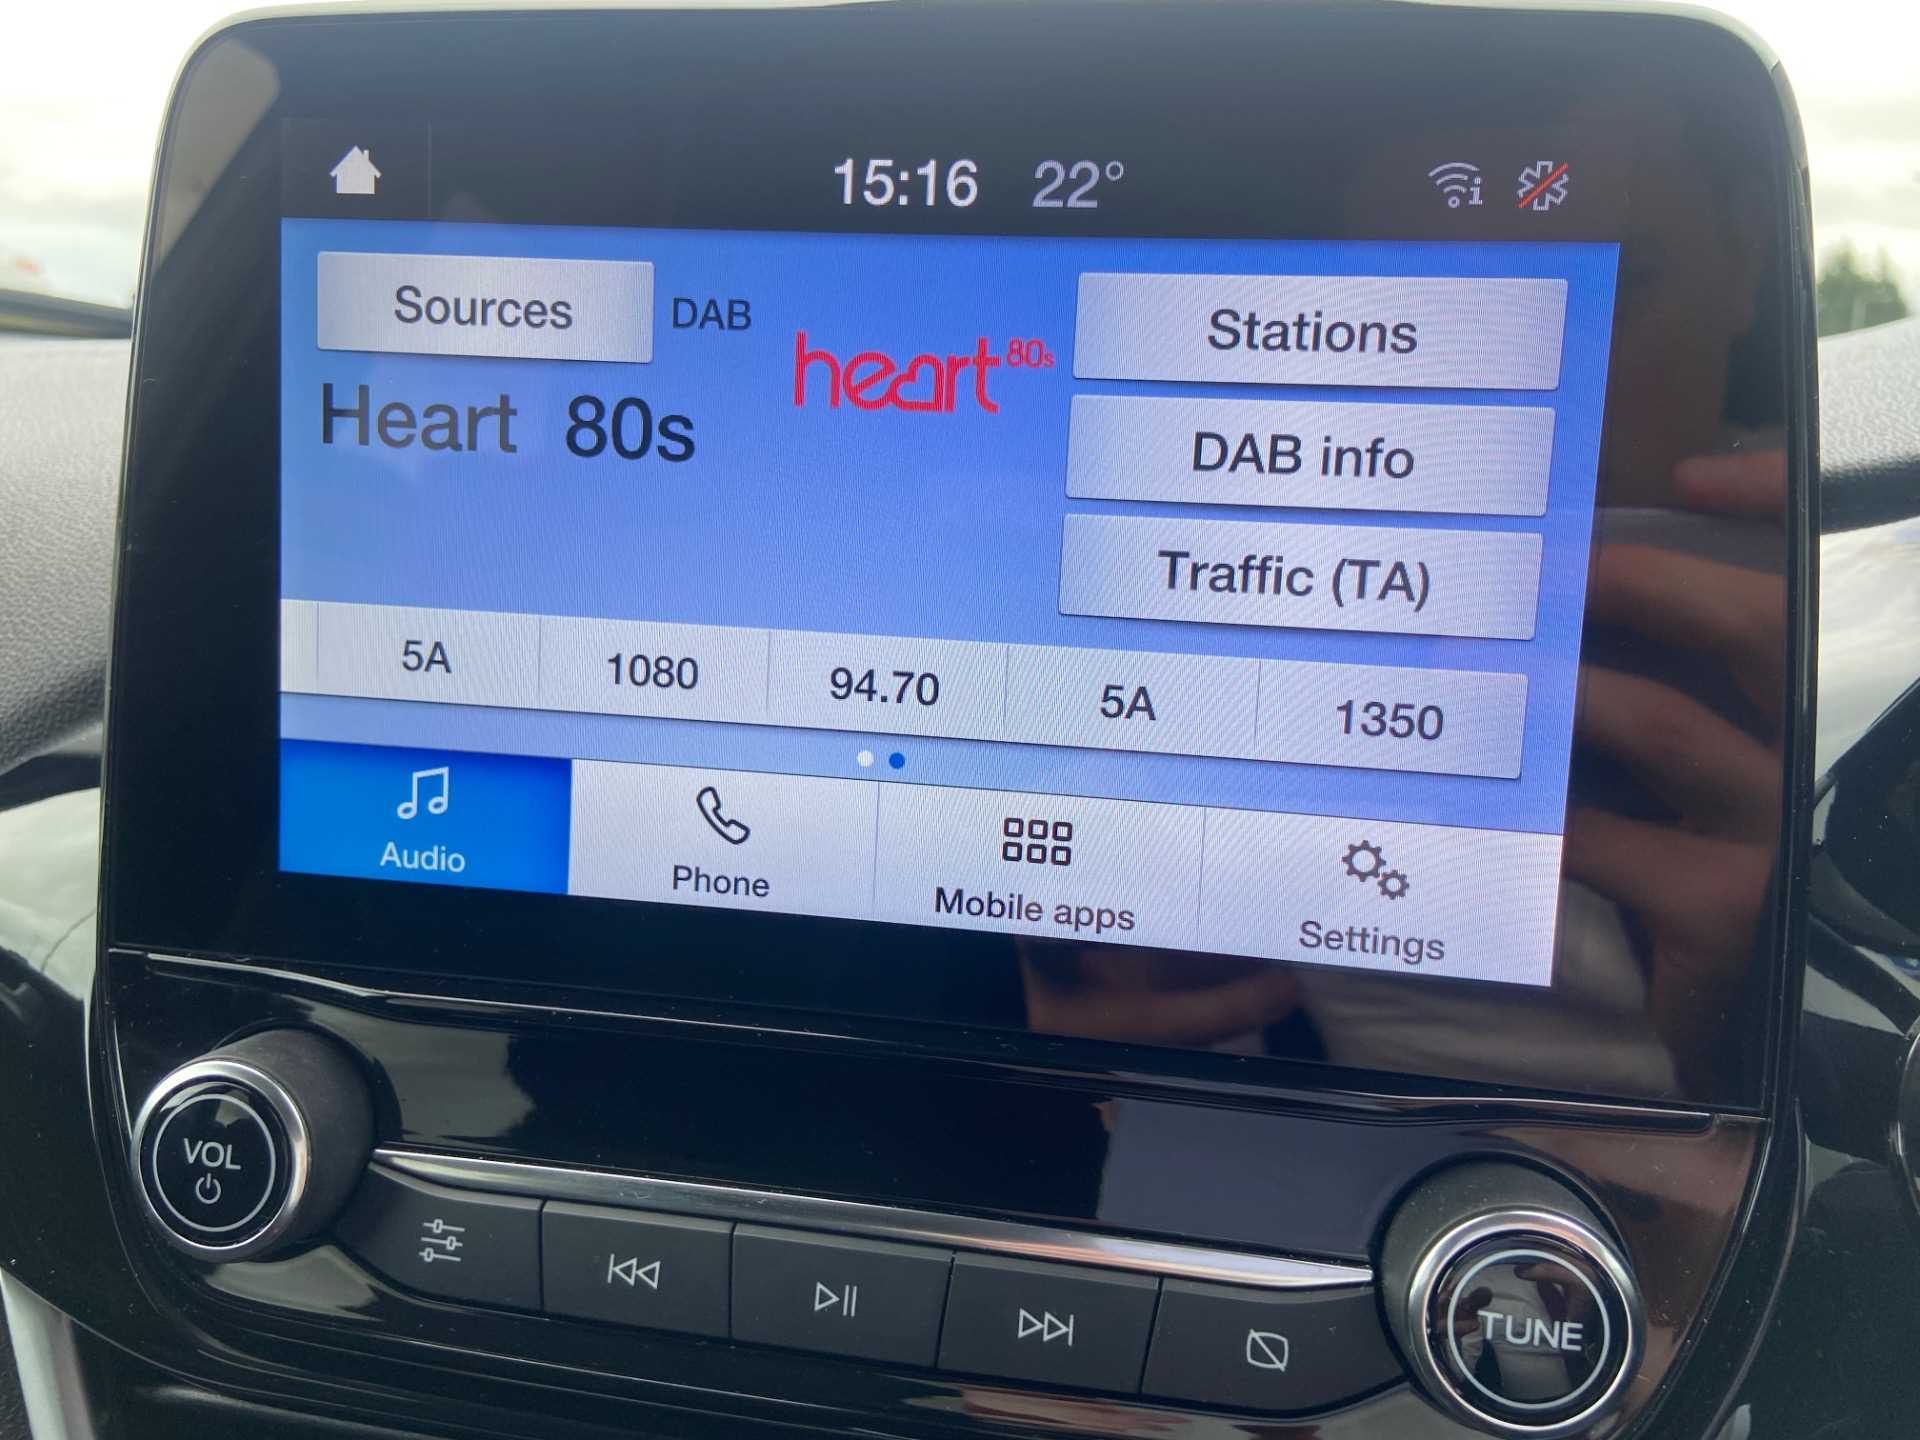 15:16 22°
Sources DAB
heart 80s
Heart 80s
Stations
DAB info
Traffic (TA)
5A 1080 94.70 5A 1350
Audio Phone Mobile apps Settings
VOL
TUNE